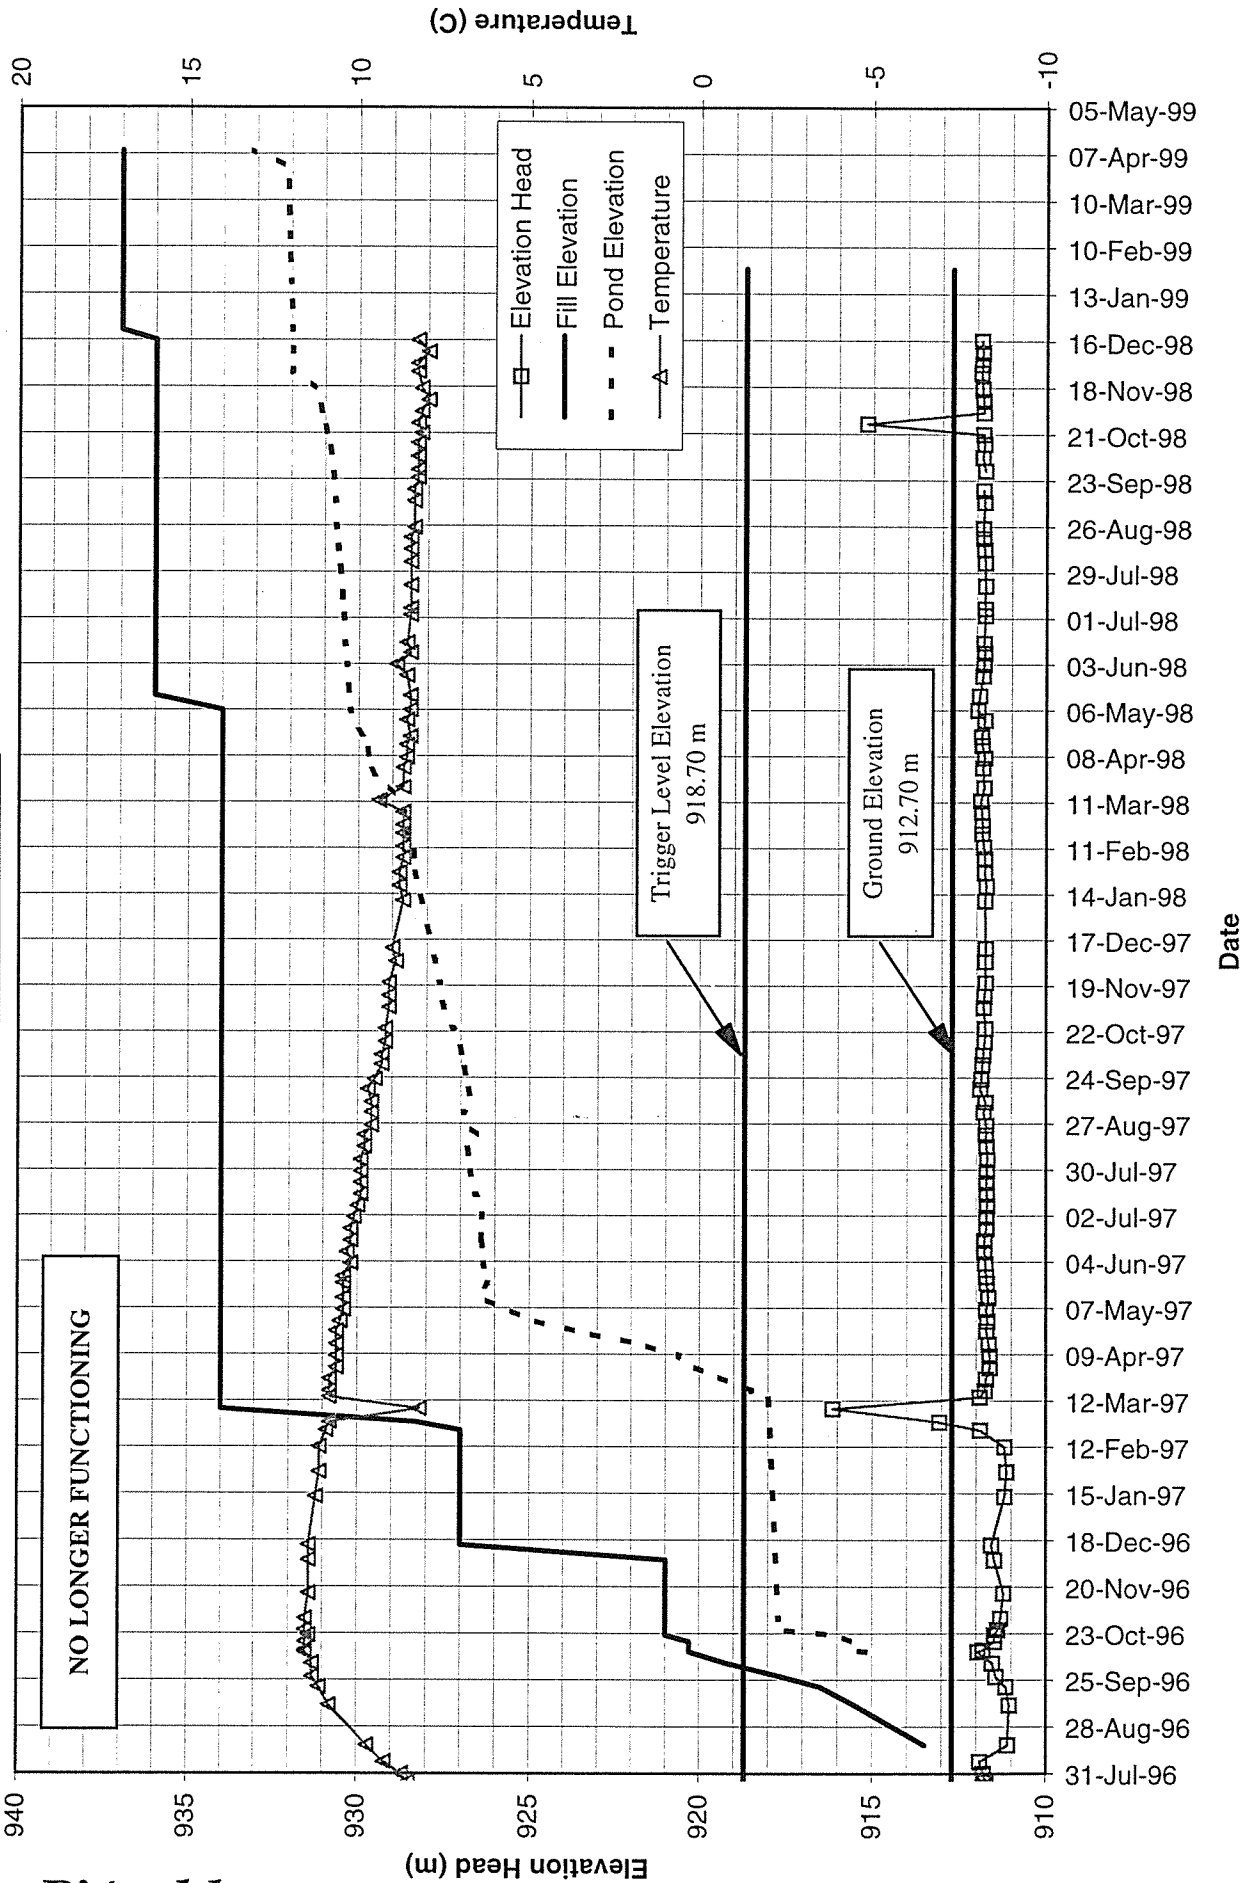 NO LONGER FUNCTIONING
Elevation Head (m)
940
935
930
925
920
915
910
Temperature (C)
20
15
10
5
0
-5
-10
Elevation Head
Fill Elevation
Pond Elevation
Temperature
Trigger Level Elevation
918.70 m
Ground Elevation
912.70 m
31-Jul-96
28-Aug-96
25-Sep-96
23-Oct-96
20-Nov-96
18-Dec-96
15-Jan-97
12-Feb-97
12-Mar-97
09-Apr-97
07-May-97
04-Jun-97
02-Jul-97
30-Jul-97
27-Aug-97
24-Sep-97
22-Oct-97
19-Nov-97
17-Dec-97
14-Jan-98
11-Feb-98
11-Mar-98
08-Apr-98
06-May-98
03-Jun-98
01-Jul-98
29-Jul-98
26-Aug-98
23-Sep-98
21-Oct-98
18-Nov-98
16-Dec-98
13-Jan-99
10-Feb-99
10-Mar-99
07-Apr-99
05-May-99
Date